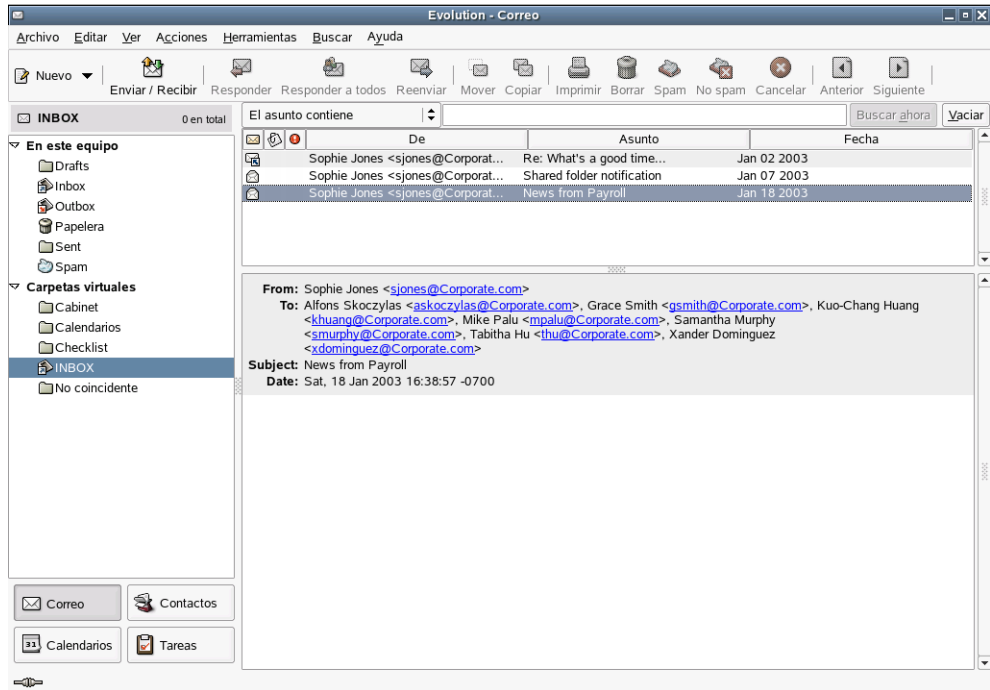 Evolution - Correo
Archivo Editar Ver Acciones Herramientas Buscar Ayuda
Nuevo Enviar / Recibir Responder Responder a todos Reenviar Mover Copiar Imprimir Borrar Spam No spam Cancelar Anterior Siguiente
INBOX 0 en total
El asunto contiene Buscar ahora Vaciar
En este equipo
Drafts
Inbox
Outbox
Papelera
Sent
Spam
Carpetas virtuales
Cabinet
Calendarios
Checklist
INBOX
No coincidente
De Asunto Fecha
Sophie Jones <sjones@Corporat... Re: What's a good time... Jan 02 2003
Sophie Jones <sjones@Corporat... Shared folder notification Jan 07 2003
Sophie Jones <sjones@Corporat... News from Payroll Jan 18 2003
From: Sophie Jones <sjones@Corporate.com>
To: Alfons Skoczylas <askoczylas@Corporate.com>, Grace Smith <gsmith@Corporate.com>, Kuo-Chang Huang
<khuang@Corporate.com>, Mike Palu <mpalu@Corporate.com>, Samantha Murphy
<smurphy@Corporate.com>, Tabitha Hu <thu@Corporate.com>, Xander Dominguez
<xdominguez@Corporate.com>
Subject: News from Payroll
Date: Sat, 18 Jan 2003 16:38:57 -0700
Correo Contactos
31 Calendarios Tareas